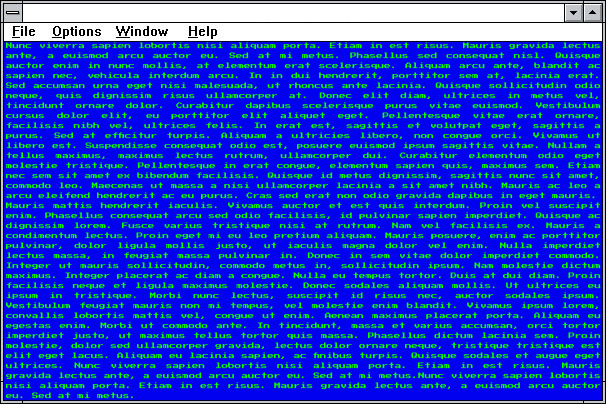 File Options Window Help
Nunc viverra sapien lobortis nisi aliquam porta. Etiam in est risus. Mauris gravida lectus
ante, a euismod arcu auctor eu. Sed at mi metus. Phasellus sed consequat nisl. Quisque
auctor enim in nunc mollis, at elementum erat scelerisque. Aliquam arcu ante, blandit ac
sapien nec, vehicula interdum arcu. In in dui hendrerit, porttitor sem at, lacinia erat.
Sed accumsan urna eget nisi malesuada, ut rhoncus ante lacinia. Quisque sollicitudin odio
neque, quis dignissim risus ullamcorper at. Donec elit diam, ultrices in metus vel,
tincidunt ornare dolor. Curabitur dapibus scelerisque purus vitae euismod. Vestibulum
cursus dolor elit, eu porttitor elit aliquet eget. Pellentesque vitae erat ornare,
facilisis nibh vel, ultrices felis. In erat est, sagittis et volutpat eget, sagittis a
purus. Sed at efficitur turpis. Aliquam a ultricies libero, non congue orci. Vivamus ut
libero est. Suspendisse consequat odio est, posuere euismod ipsum sagittis vitae. Nullam a
tellus maximus, maximus lectus rutrum, ullamcorper dui. Curabitur elementum odio eget
molestie tristique. Pellentesque in erat congue, elementum sapien quis, maximus sem. Etiam
nec sem sit amet ex bibendum facilisis. Quisque id metus dignissim, sagittis nunc sit amet,
commodo leo. Maecenas ut massa a nisi ullamcorper lacinia a sit amet nibh. Mauris ac leo a
arcu eleifend hendrerit ac eu purus. Cras sed erat non odio gravida dapibus in eget mauris.
Mauris mattis hendrerit iaculis. Vivamus auctor et est quis interdum. Proin vel suscipit
enim. Phasellus consequat arcu sed odio facilisis, id pulvinar sapien imperdiet. Quisque ac
dignissim lorem. Fusce varius tristique nisi at rutrum. Nam vel facilisis ex. Mauris a
condimentum lectus. Proin eget mi eu leo pretium aliquam. Mauris posuere, enim ac porttitor
pulvinar, dolor ligula mollis justo, ut iaculis magna dolor vel enim. Nulla imperdiet
lectus massa, in feugiat massa pulvinar in. Donec in sem vitae dolor imperdiet commodo.
Integer ut mauris sollicitudin, commodo metus in, sollicitudin ipsum. Nam molestie dictum
maximus. Integer placerat ac diam a congue. Nulla eu tempus tortor. Duis a dui diam. Proin
facilisis neque et ligula maximus molestie. Donec sodales aliquam mollis. Ut ultrices eu
ipsum in tristique. Morbi nunc lectus, suscipit id risus nec, auctor sodales ipsum.
Vestibulum feugiat mauris non mi tempus, vel molestie enim blandit. Vivamus ipsum lorem,
convallis lobortis mattis vel, congue ut enim. Aenean maximus placerat porta. Aliquam eu
egestas enim. Morbi ut commodo ante. In tincidunt, massa et varius accumsan, orci tortor
imperdiet justo, ut maximus tellus tortor quis massa. Phasellus dictum lacinia sem. Proin
molestie, dolor sed ullamcorper gravida, lectus dolor ornare neque, tristique tristique est
elit eget lacus. Aliquam eu lacinia sapien, ac finibus turpis. Quisque sodales et augue eget
ultrices. Nunc viverra sapien lobortis nisi aliquam porta. Etiam in est risus. Mauris
gravida lectus ante, a euismod arcu auctor eu. Sed at mi metus.Nunc viverra sapien lobortis
nisi aliquam porta. Etiam in est risus. Mauris gravida lectus ante, a euismod arcu auctor
eu. Sed at mi metus.